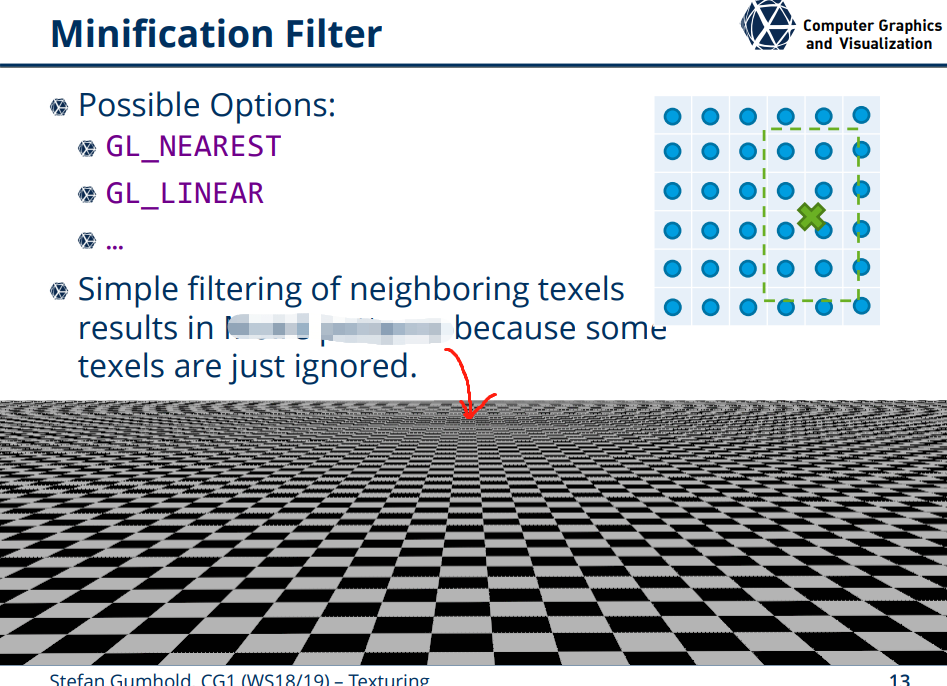 Minification Filter
Computer Graphics
and Visualization
Possible Options:
GL_NEAREST
GL_LINEAR
...
Simple filtering of neighboring texels
results in because some
texels are just ignored.
Stefan Gumhold, CG1 (WS18/19) – Texturing
13